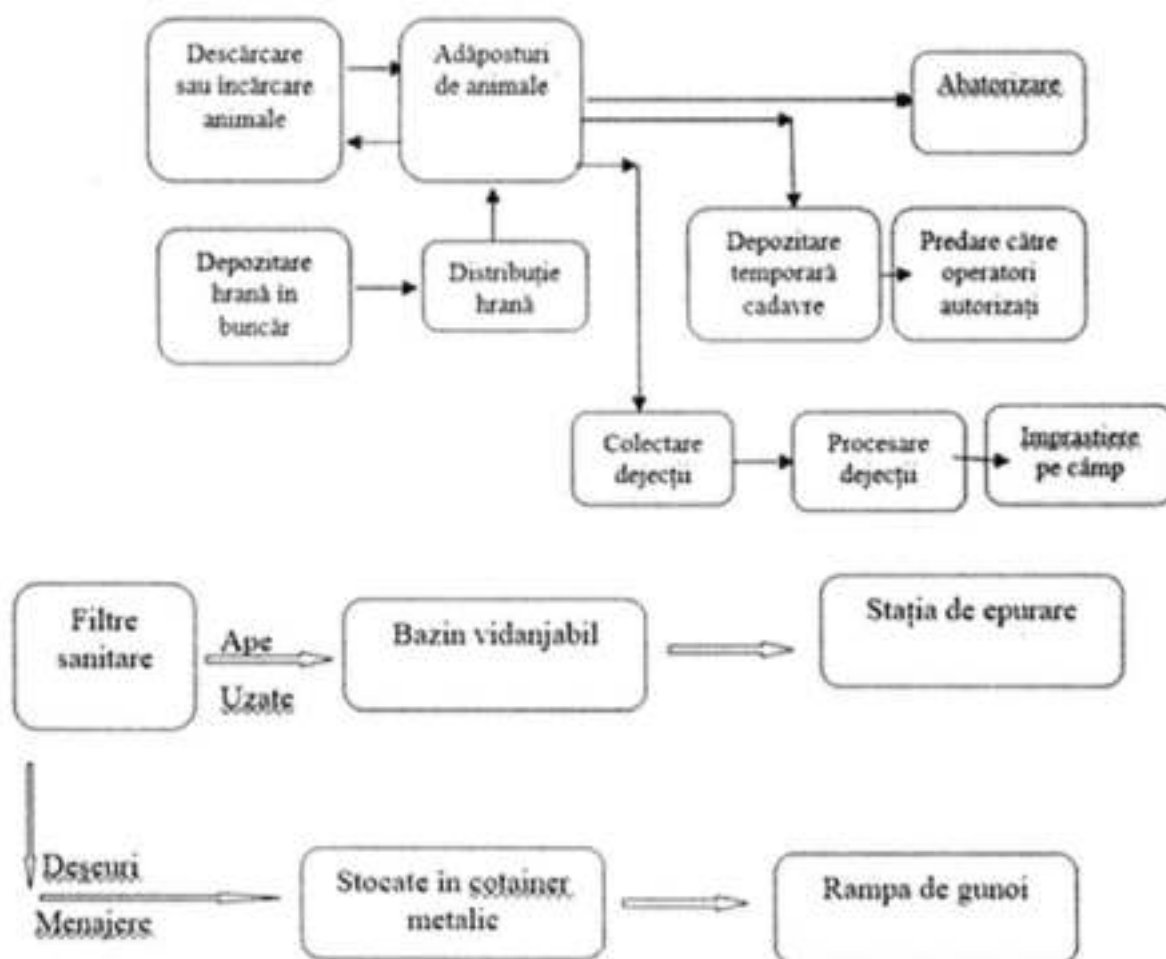 Descărcare
sau încărcare
animale
Adăposturi
de animale
Abatorizare
Depozitare
hrană în
buncăr
Distribuție
hrană
Depozitare
temporară
cadavre
Predare către
operatori
autorizați
Colectare
dejecții
Procesare
dejecții
Imprastiere
pe câmp
Filtre
sanitare
Ape
Uzate
Bazin vidanjabil
Stația de epurare
Deșeuri
Menajere
Stocate in cotainer
metalic
Rampa de gunoi